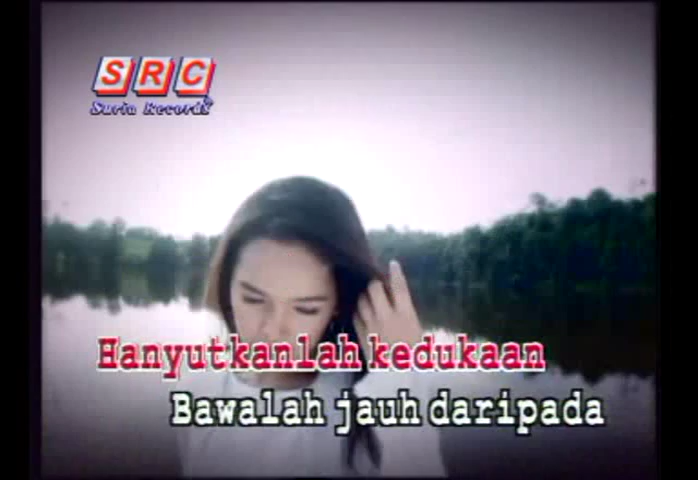 SRC
Suria Records
Hanyutkanlah kedukaan
Bawalah jauh daripada